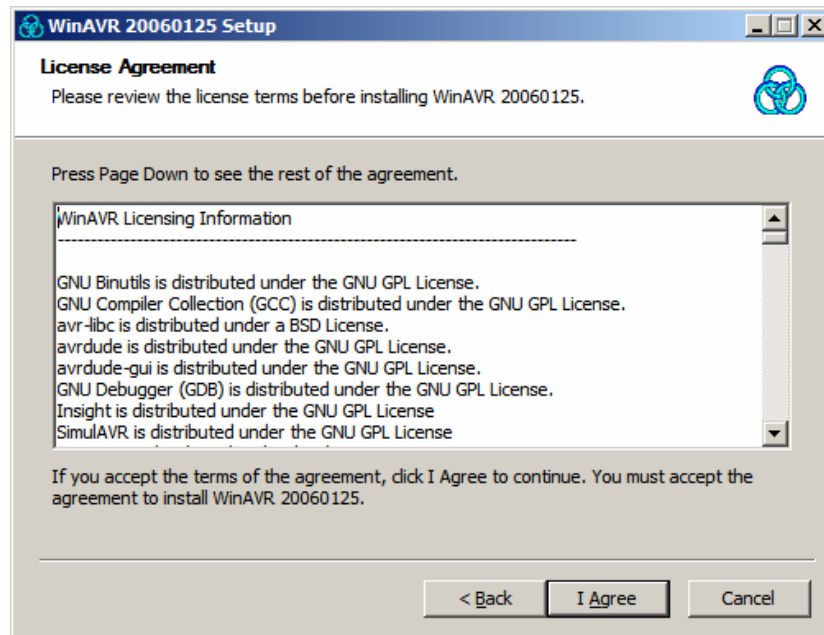 WinAVR 20060125 Setup
License Agreement
Please review the license terms before installing WinAVR 20060125.
Press Page Down to see the rest of the agreement.
WinAVR Licensing Information
--------------------------------------------------------------------------------
GNU Binutils is distributed under the GNU GPL License.
GNU Compiler Collection (GCC) is distributed under the GNU GPL License.
avr-libc is distributed under a BSD License.
avrdude is distributed under the GNU GPL License.
avrdude-gui is distributed under the GNU GPL License.
GNU Debugger (GDB) is distributed under the GNU GPL License.
Insight is distributed under the GNU GPL License
SimulAVR is distributed under the GNU GPL License
If you accept the terms of the agreement, click I Agree to continue. You must accept the
agreement to install WinAVR 20060125.
< Back I Agree Cancel